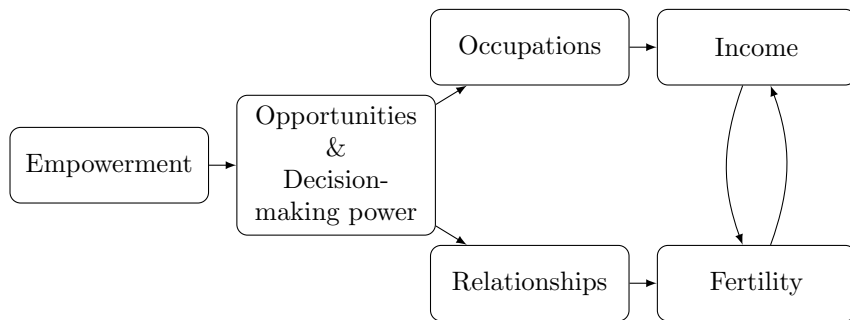 Occupations
Income
Empowerment
Opportunities
&
Decision-
making power
Relationships
Fertility